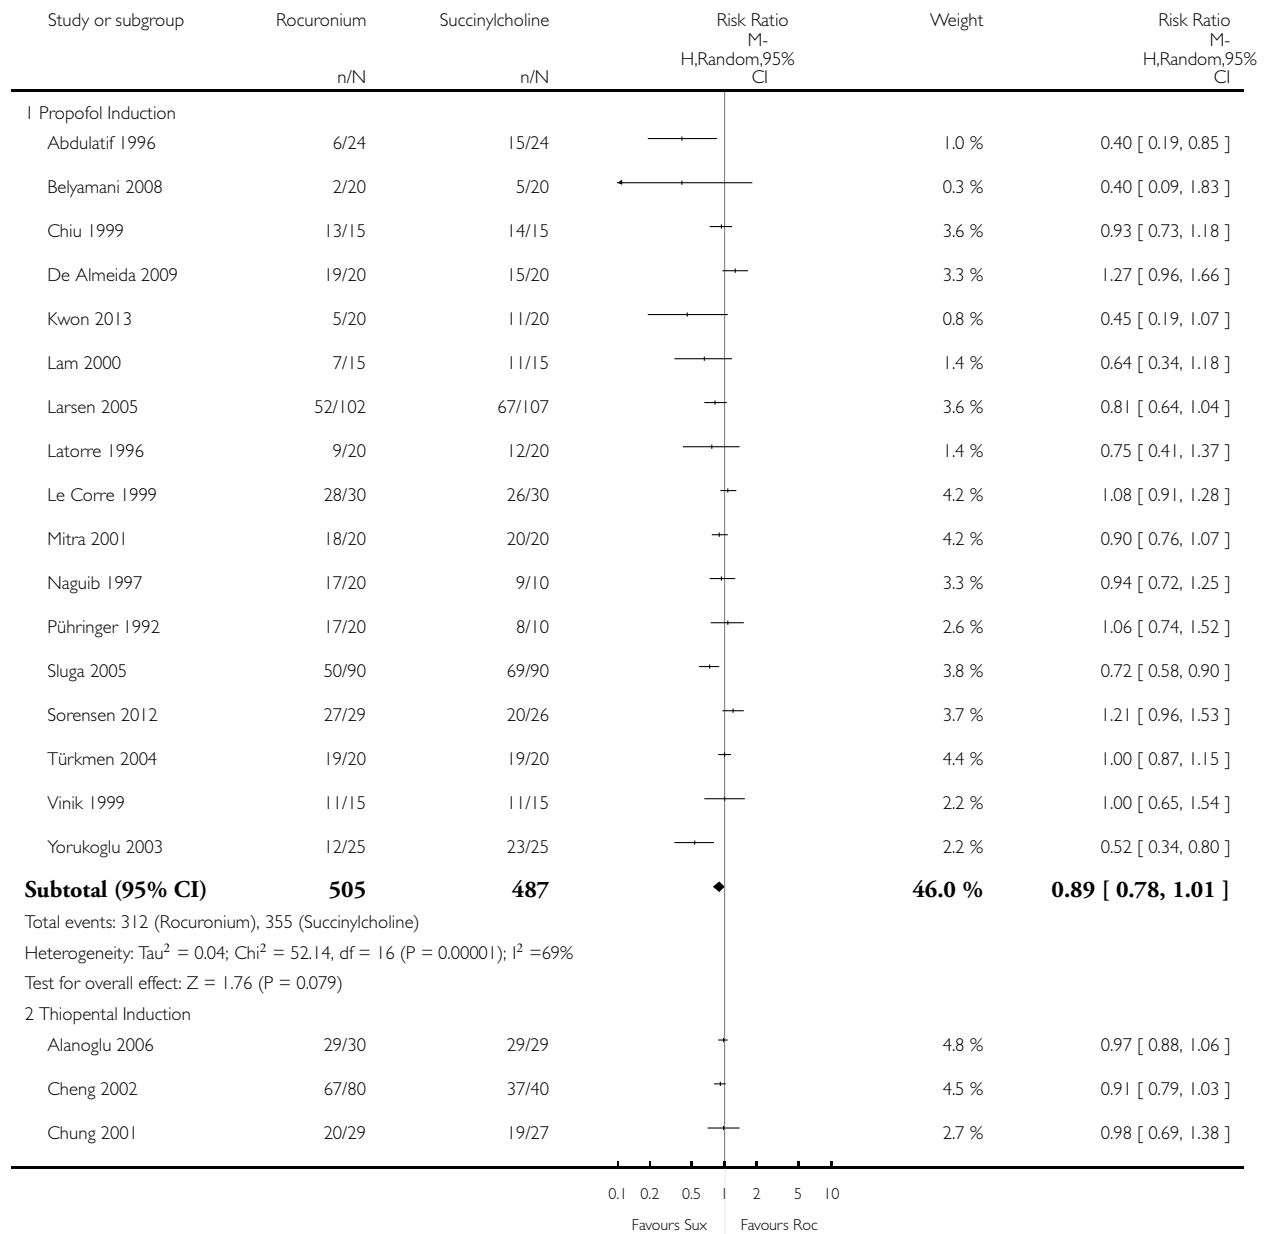 Study or subgroup Rocuronium Succinylcholine Risk Ratio Weight Risk Ratio
M- M-
H,Random,95% H,Random,95%
n/N n/N CI CI
1 Propofol Induction
Abdulatif 1996 6/24 15/24 1.0 % 0.40 [ 0.19, 0.85 ]
Belyamani 2008 2/20 5/20 0.3 % 0.40 [ 0.09, 1.83 ]
Chiu 1999 13/15 14/15 3.6 % 0.93 [ 0.73, 1.18 ]
De Almeida 2009 19/20 15/20 3.3 % 1.27 [ 0.96, 1.66 ]
Kwon 2013 5/20 11/20 0.8 % 0.45 [ 0.19, 1.07 ]
Lam 2000 7/15 11/15 1.4 % 0.64 [ 0.34, 1.18 ]
Larsen 2005 52/102 67/107 3.6 % 0.81 [ 0.64, 1.04 ]
Latorre 1996 9/20 12/20 1.4 % 0.75 [ 0.41, 1.37 ]
Le Corre 1999 28/30 26/30 4.2 % 1.08 [ 0.91, 1.28 ]
Mitra 2001 18/20 20/20 4.2 % 0.90 [ 0.76, 1.07 ]
Naguib 1997 17/20 9/10 3.3 % 0.94 [ 0.72, 1.25 ]
Pühringer 1992 17/20 8/10 2.6 % 1.06 [ 0.74, 1.52 ]
Sluga 2005 50/90 69/90 3.8 % 0.72 [ 0.58, 0.90 ]
Sorensen 2012 27/29 20/26 3.7 % 1.21 [ 0.96, 1.53 ]
Türkmen 2004 19/20 19/20 4.4 % 1.00 [ 0.87, 1.15 ]
Vinik 1999 11/15 11/15 2.2 % 1.00 [ 0.65, 1.54 ]
Yorukoglu 2003 12/25 23/25 2.2 % 0.52 [ 0.34, 0.80 ]
Subtotal (95% CI) 505 487 46.0 % 0.89 [ 0.78, 1.01 ]
Total events: 312 (Rocuronium), 355 (Succinylcholine)
Heterogeneity: Tau² = 0.04; Chi² = 52.14, df = 16 (P = 0.00001); I² =69%
Test for overall effect: Z = 1.76 (P = 0.079)
2 Thiopental Induction
Alanoglu 2006 29/30 29/29 4.8 % 0.97 [ 0.88, 1.06 ]
Cheng 2002 67/80 37/40 4.5 % 0.91 [ 0.79, 1.03 ]
Chung 2001 20/29 19/27 2.7 % 0.98 [ 0.69, 1.38 ]
0.1 0.2 0.5 1 2 5 10
Favours Sux Favours Roc